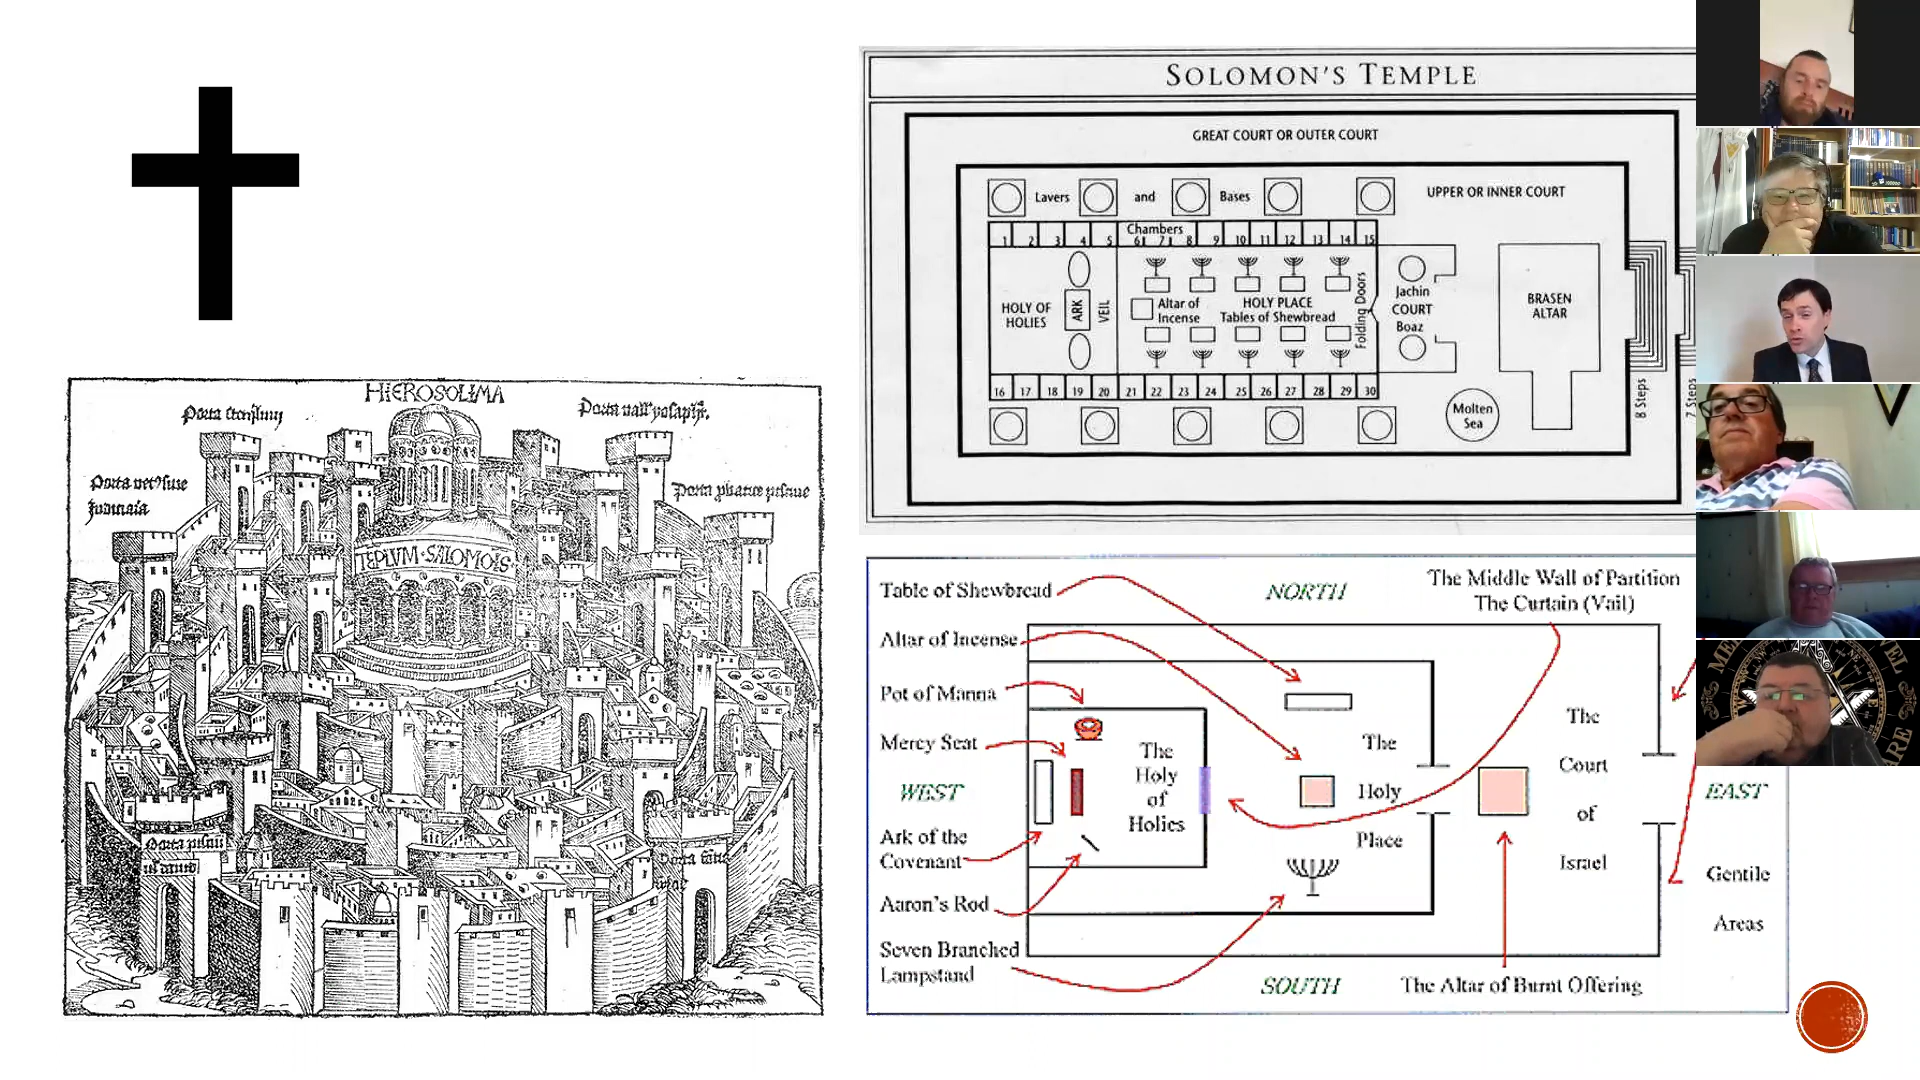 SOLOMON'S TEMPLE
GREAT COURT OR OUTER COURT
Lavers and Bases
UPPER OR INNER COURT
Chambers
1 2 3 4 5 6 7 8 9 10 11 12 13 14 15
HOLY OF
HOLIES
ARK
VEIL
Altar of
Incense
HOLY PLACE
Tables of Shewbread
Folding Doors
Jachin
COURT
Boaz
BRASEN
ALTAR
16 17 18 19 20 21 22 23 24 25 26 27 28 29 30
Molten
Sea
8 Steps
7 Steps
HIEROSOLIMA
TEPLVM·SALOMOIS
Table of Shewbread
NORTH
The Middle Wall of Partition
The Curtain (Vail)
Altar of Incense
Pot of Manna
Mercy Seat
WEST
Ark of the
Covenant
Aaron's Rod
Seven Branched
Lampstand
The
Holy
of
Holies
The
Holy
Place
The
Court
of
Israel
EAST
Gentile
Areas
SOUTH
The Altar of Burnt Offering